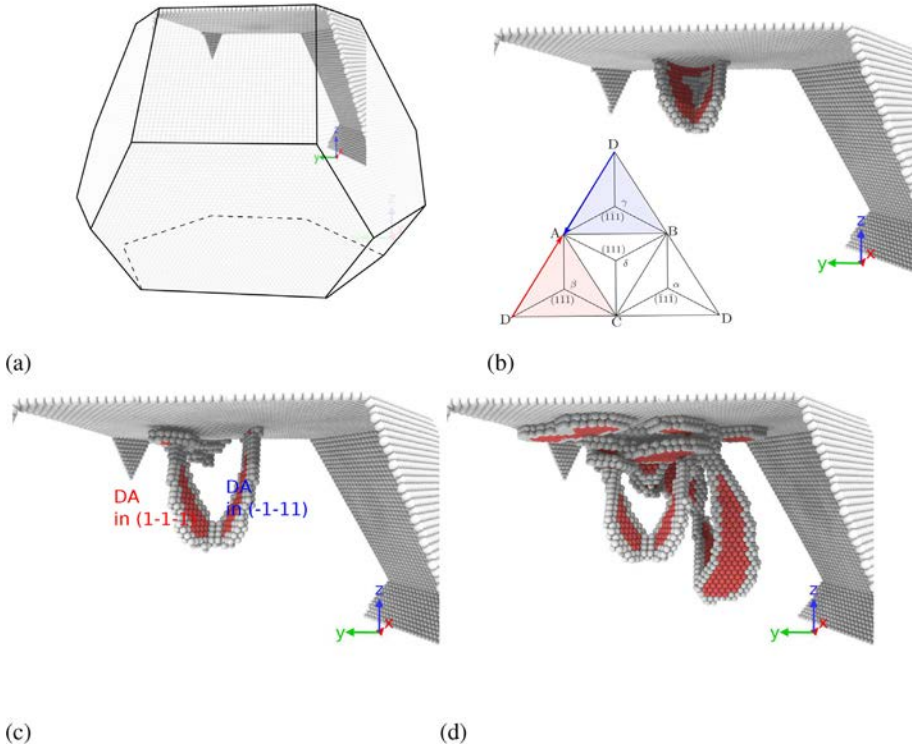 z
y x
D
γ
(111)
A B
(111)
δ
β α
(111) (111)
D C D
z
y x
(a)
(b)
DA
in (1-1-1)
DA
in (-1-11)
z
y x
z
y x
(c)
(d)